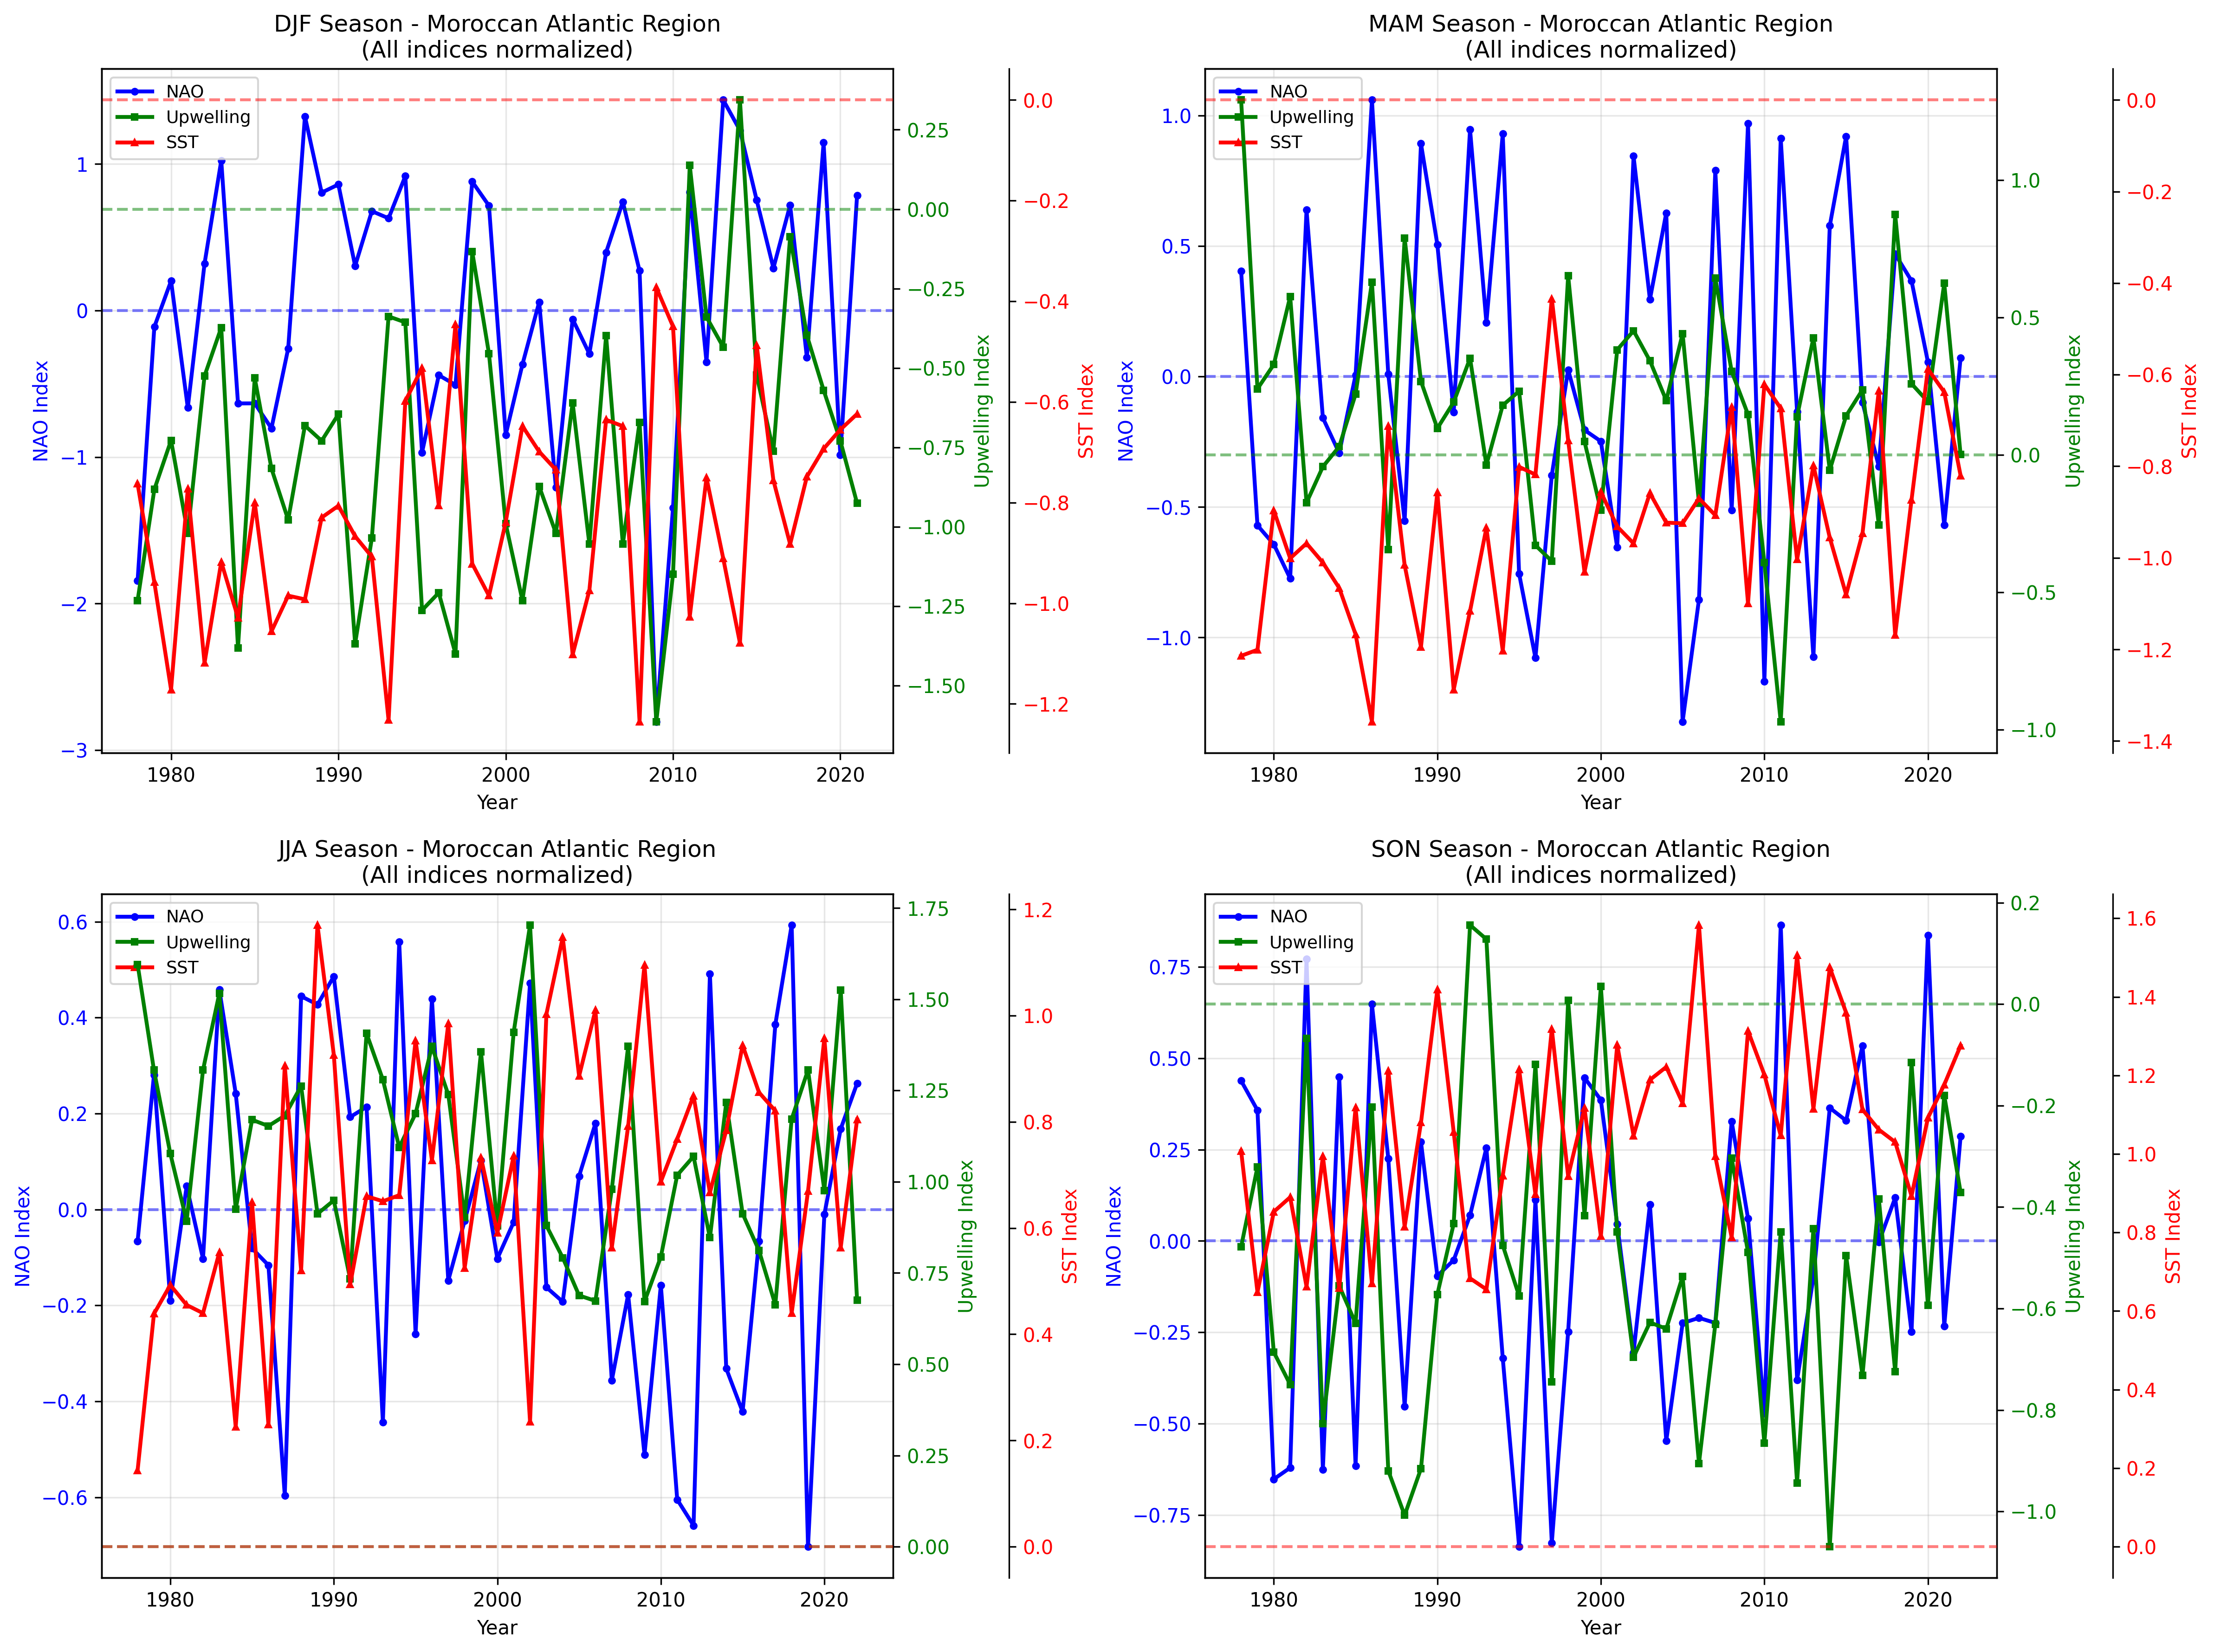 DJF Season - Moroccan Atlantic Region
(All indices normalized)
NAO
Upwelling
SST
1
0
−1
−2
−3
NAO Index
0.25
0.00
−0.25
−0.50
−0.75
−1.00
−1.25
−1.50
Upwelling Index
0.0
−0.2
−0.4
−0.6
−0.8
−1.0
−1.2
SST Index
1980
1990
2000
2010
2020
Year
MAM Season - Moroccan Atlantic Region
(All indices normalized)
NAO
Upwelling
SST
1.0
0.5
0.0
−0.5
−1.0
NAO Index
1.0
0.5
0.0
−0.5
−1.0
Upwelling Index
0.0
−0.2
−0.4
−0.6
−0.8
−1.0
−1.2
−1.4
SST Index
1980
1990
2000
2010
2020
Year
JJA Season - Moroccan Atlantic Region
(All indices normalized)
NAO
Upwelling
SST
0.6
0.4
0.2
0.0
−0.2
−0.4
−0.6
NAO Index
1.75
1.50
1.25
1.00
0.75
0.50
0.25
0.00
Upwelling Index
1.2
1.0
0.8
0.6
0.4
0.2
0.0
SST Index
1980
1990
2000
2010
2020
Year
SON Season - Moroccan Atlantic Region
(All indices normalized)
NAO
Upwelling
SST
0.75
0.50
0.25
0.00
−0.25
−0.50
−0.75
NAO Index
0.2
0.0
−0.2
−0.4
−0.6
−0.8
−1.0
Upwelling Index
1.6
1.4
1.2
1.0
0.8
0.6
0.4
0.2
0.0
SST Index
1980
1990
2000
2010
2020
Year